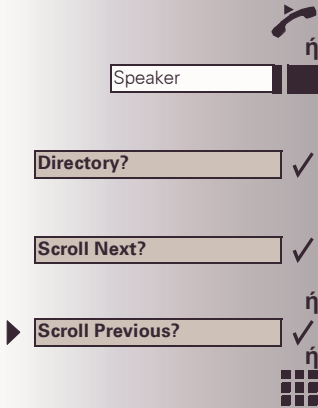 ή
Speaker
Directory?
Scroll Next?
ή
Scroll Previous?
ή